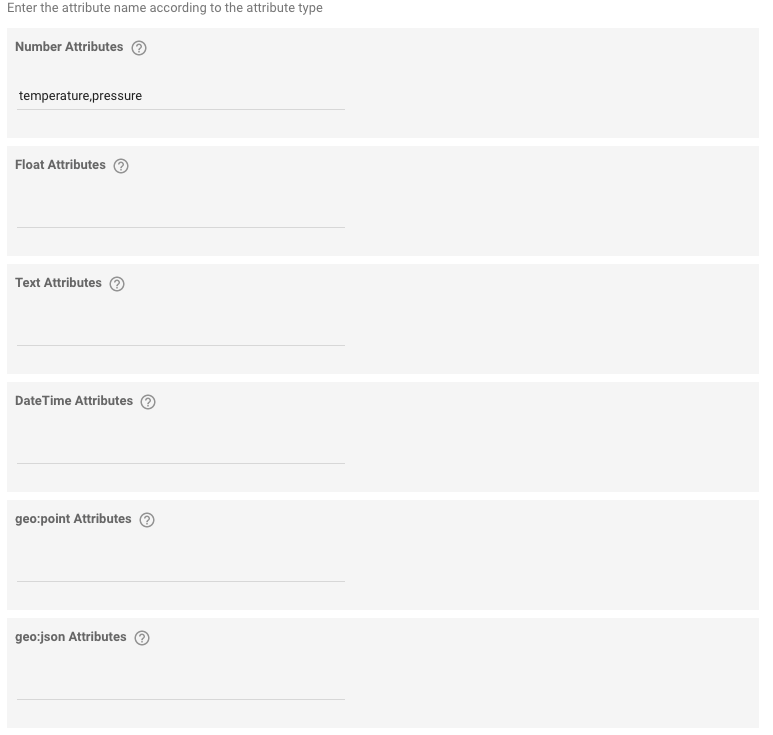 Enter the attribute name according to the attribute type
Number Attributes
temperature,pressure
Float Attributes
Text Attributes
DateTime Attributes
geo:point Attributes
geo:json Attributes